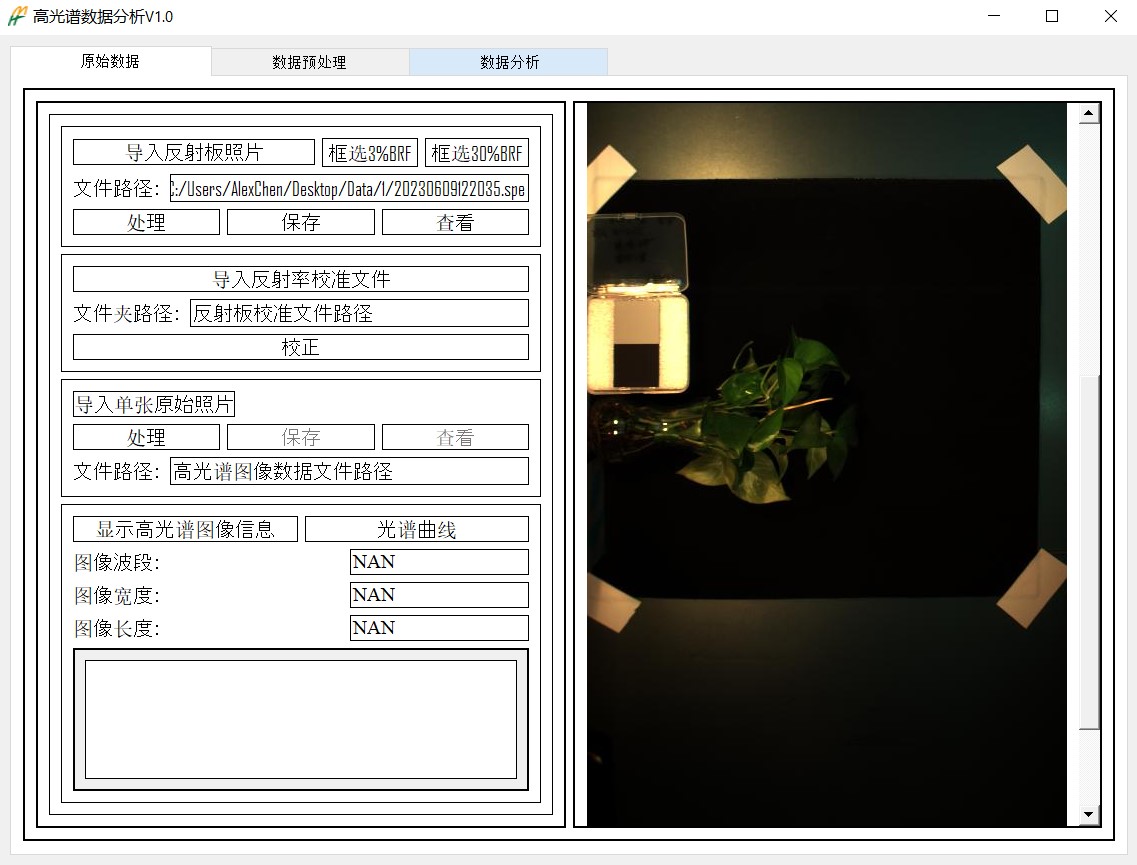 高光谱数据分析V1.0
原始数据 数据预处理 数据分析
导入反射板照片 框选3%BRF 框选30%BRF
文件路径: C:/Users/AlexChen/Desktop/Data/1/20230609122035.spe
处理 保存 查看
导入反射率校准文件
文件夹路径: 反射板校准文件路径
校正
导入单张原始照片
处理 保存 查看
文件路径: 高光谱图像数据文件路径
显示高光谱图像信息 光谱曲线
图像波段: NAN
图像宽度: NAN
图像长度: NAN